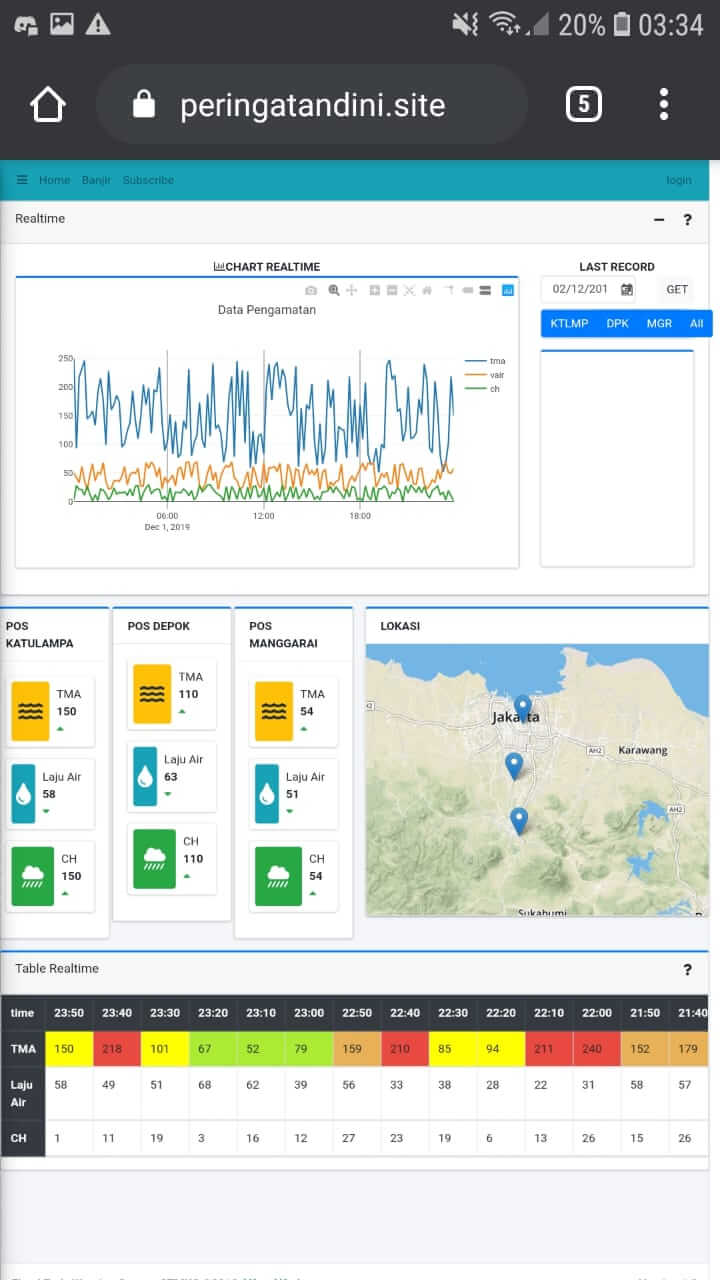 20% 03:34
peringatandini.site
5
Home Banjir Subscribe login
Realtime
?
CHART REALTIME
Data Pengamatan
250
200
150
100
50
0
06:00 12:00 18:00
Dec 1, 2019
tma
vair
ch
LAST RECORD
02/12/201 GET
KTLMP DPK MGR All
POS KATULAMPA
TMA
150
Laju Air
58
CH
150
POS DEPOK
TMA
110
Laju Air
63
CH
110
POS MANGGARAI
TMA
54
Laju Air
51
CH
54
LOKASI
Jakarta
AH2 Karawang
AH2
Sukabumi
Table Realtime ?
time 23:50 23:40 23:30 23:20 23:10 23:00 22:50 22:40 22:30 22:20 22:10 22:00 21:50 21:40
TMA 150 218 101 67 52 79 159 210 85 94 211 240 152 179
Laju Air 58 49 51 68 62 39 56 33 38 28 22 31 58 57
CH 1 11 19 3 16 12 27 23 19 6 13 26 15 26